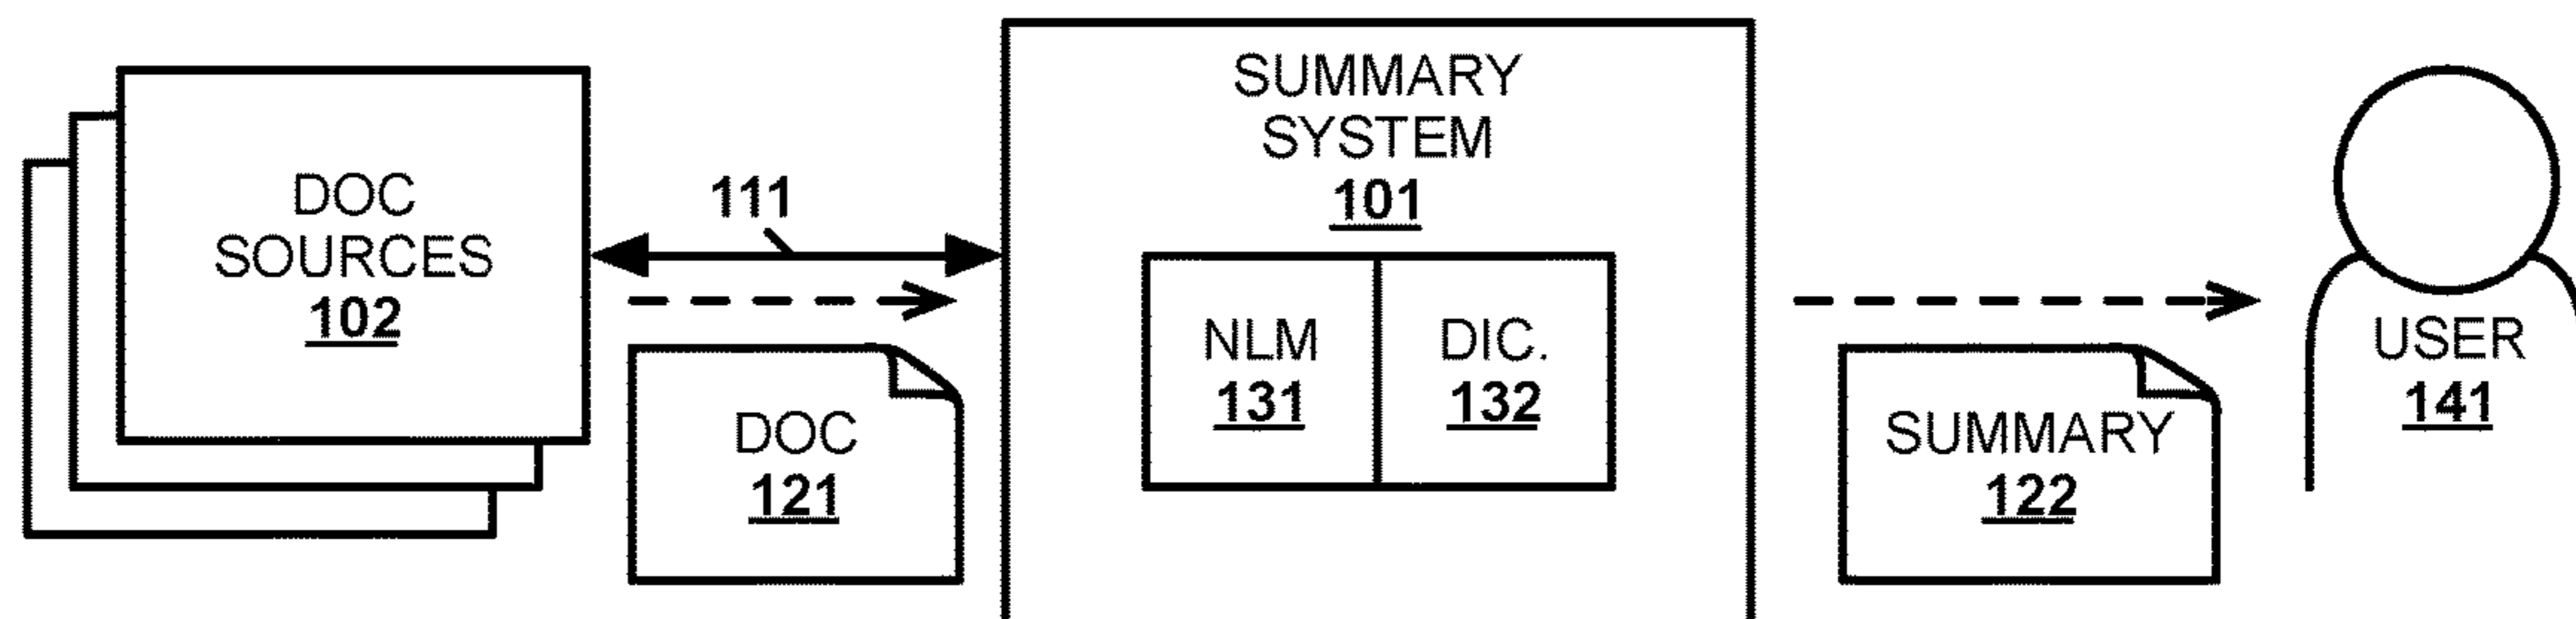 DOC
SOURCES
102
111
DOC
121
SUMMARY
SYSTEM
101
NLM
131
DIC.
132
SUMMARY
122
USER
141